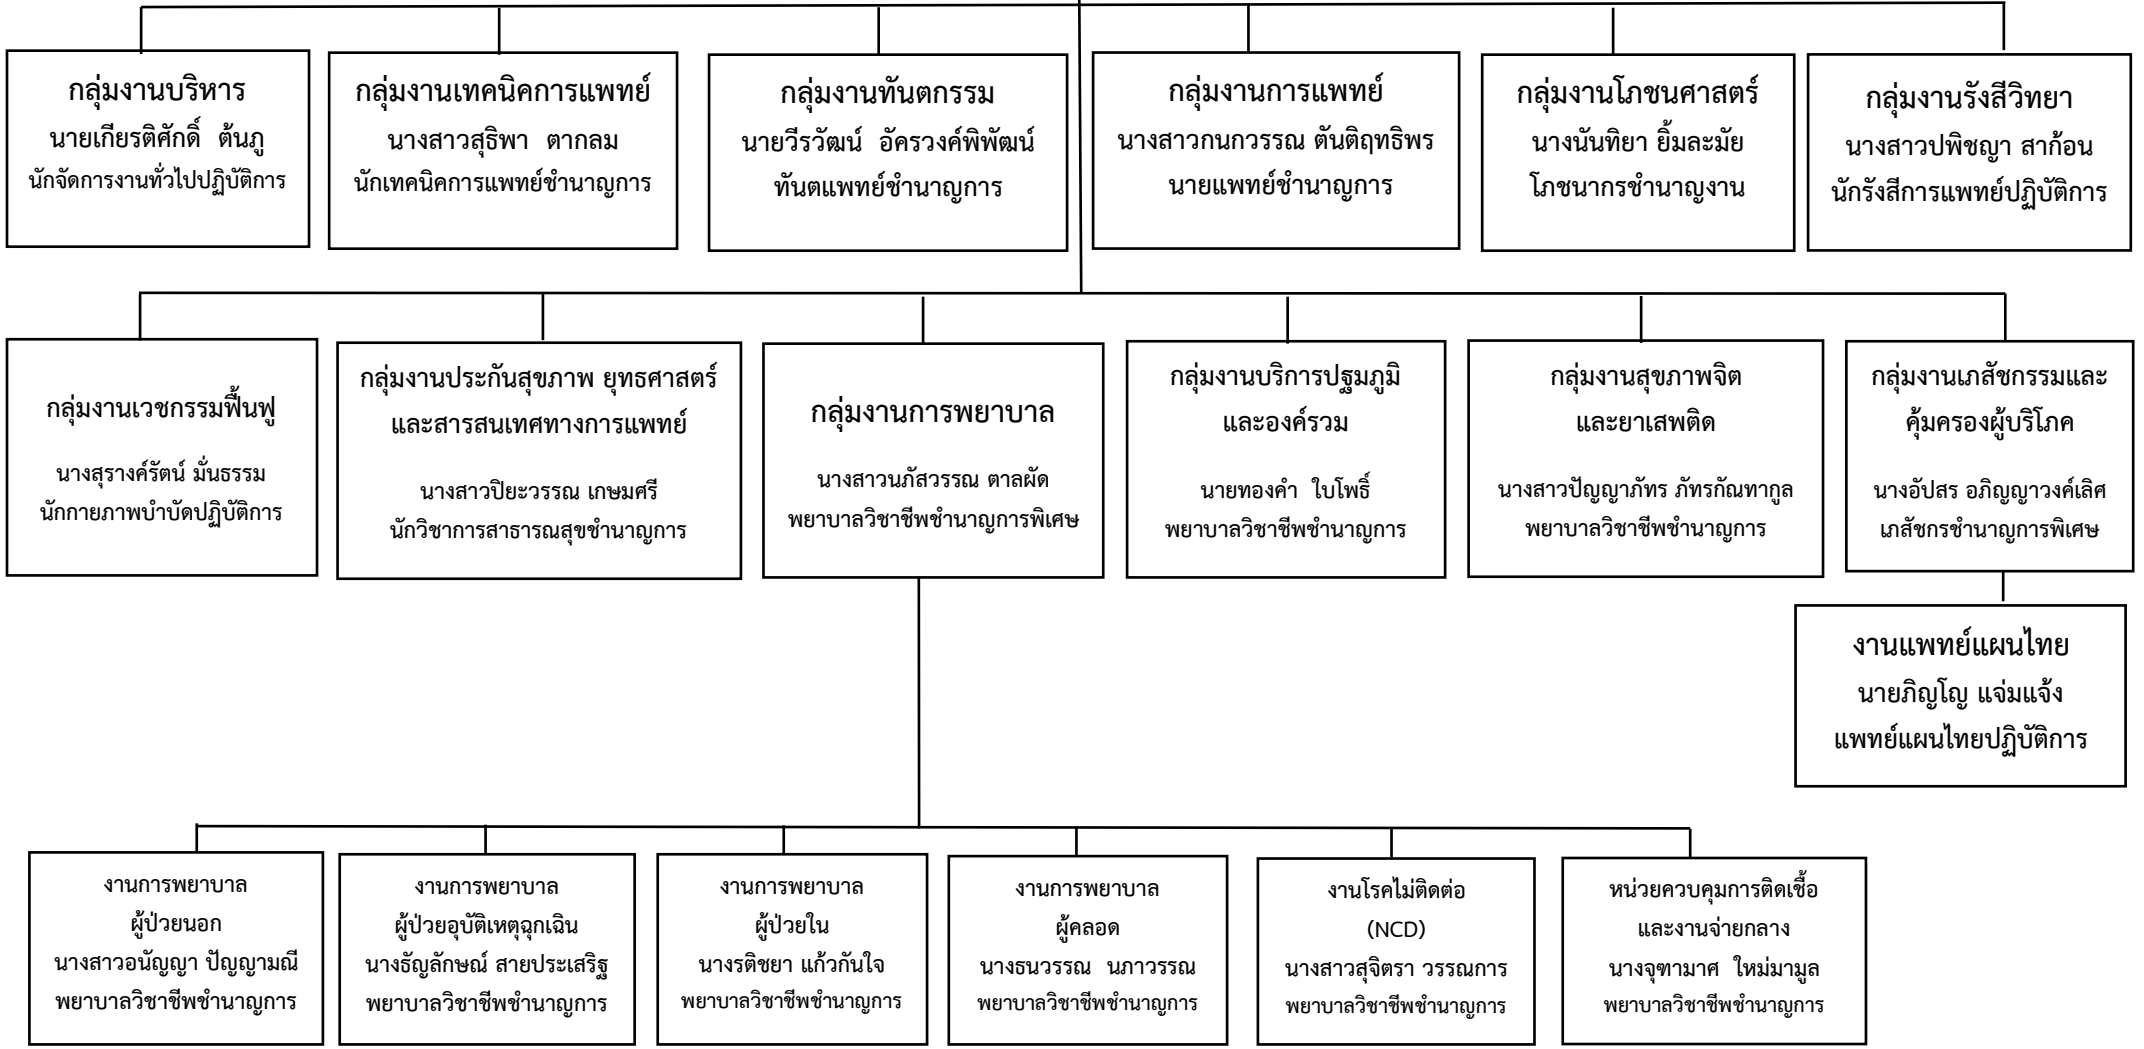 กลุ่มงานบริหาร
นายเกียรติศักดิ์ ต้นภู
นักจัดการงานทั่วไปปฏิบัติการ
กลุ่มงานเทคนิคการแพทย์
นางสาวสุธิพา ตากลม
นักเทคนิคการแพทย์ชำนาญการ
กลุ่มงานทันตกรรม
นายวีรวัฒน์ อัครวงค์พิพัฒน์
ทันตแพทย์ชำนาญการ
กลุ่มงานการแพทย์
นางสาวกนกวรรณ ตันติฤทธิพร
นายแพทย์ชำนาญการ
กลุ่มงานโภชนศาสตร์
นางนันทิยา ยิ้มละมัย
โภชนากรชำนาญงาน
กลุ่มงานรังสีวิทยา
นางสาวปพิชญา สาก้อน
นักรังสีการแพทย์ปฏิบัติการ
กลุ่มงานเวชกรรมฟื้นฟู
นางสุรางค์รัตน์ มั่นธรรม
นักกายภาพบำบัดปฏิบัติการ
กลุ่มงานประกันสุขภาพ ยุทธศาสตร์
และสารสนเทศทางการแพทย์
นางสาวปิยะวรรณ เกษมศรี
นักวิชาการสาธารณสุขชำนาญการ
กลุ่มงานการพยาบาล
นางสาวนภัสวรรณ ตาลผัด
พยาบาลวิชาชีพชำนาญการพิเศษ
กลุ่มงานบริการปฐมภูมิ
และองค์รวม
นายทองคำ ใบโพธิ์
พยาบาลวิชาชีพชำนาญการ
กลุ่มงานสุขภาพจิต
และยาเสพติด
นางสาวปัญญาภัทร ภัทรกัณทากูล
พยาบาลวิชาชีพชำนาญการ
กลุ่มงานเภสัชกรรมและ
คุ้มครองผู้บริโภค
นางอัปสร อภิญญาวงค์เลิศ
เภสัชกรชำนาญการพิเศษ
งานแพทย์แผนไทย
นายภิญโญ แจ่มแจ้ง
แพทย์แผนไทยปฏิบัติการ
งานการพยาบาล
ผู้ป่วยนอก
นางสาวอนัญญา ปัญญามณี
พยาบาลวิชาชีพชำนาญการ
งานการพยาบาล
ผู้ป่วยอุบัติเหตุฉุกเฉิน
นางธัญลักษณ์ สายประเสริฐ
พยาบาลวิชาชีพชำนาญการ
งานการพยาบาล
ผู้ป่วยใน
นางรติชยา แก้วกันใจ
พยาบาลวิชาชีพชำนาญการ
งานการพยาบาล
ผู้คลอด
นางธนวรรณ นภาวรรณ
พยาบาลวิชาชีพชำนาญการ
งานโรคไม่ติดต่อ
(NCD)
นางสาวสุจิตรา วรรณการ
พยาบาลวิชาชีพชำนาญการ
หน่วยควบคุมการติดเชื้อ
และงานจ่ายกลาง
นางจุฑามาศ ใหม่มามูล
พยาบาลวิชาชีพชำนาญการ